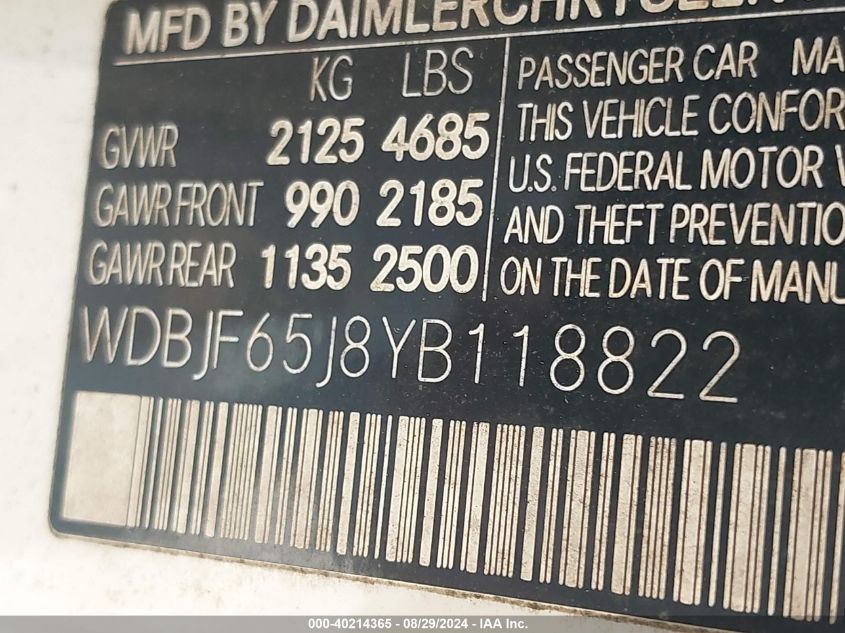 MFD BY DAIMLERCHRYSLER
KG LBS
GVWR 2125 4685
GAWR FRONT 990 2185
GAWR REAR 1135 2500
PASSENGER CAR MA
THIS VEHICLE CONFOR
U.S. FEDERAL MOTOR V
AND THEFT PREVENTIO
ON THE DATE OF MANU
WDBJF65J8YB118822
000-40214365 - 08/29/2024 - IAA, Inc.